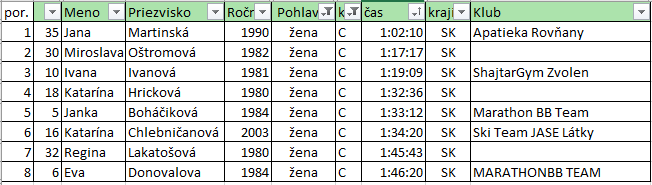 por. Meno Priezvisko Ročn Pohlav k čas kraji Klub
1 35 Jana Martinská 1990 žena C 1:02:10 SK Apatieka Rovňany
2 30 Miroslava Oštromová 1982 žena C 1:17:17 SK
3 10 Ivana Ivanová 1981 žena C 1:19:09 SK ShajtarGym Zvolen
4 18 Katarína Hricková 1980 žena C 1:32:36 SK
5 5 Janka Boháčiková 1984 žena C 1:33:12 SK Marathon BB Team
6 16 Katarína Chlebničanová 2003 žena C 1:34:20 SK Ski Team JASE Látky
7 32 Regina Lakatošová 1980 žena C 1:45:43 SK
8 6 Eva Donovalova 1984 žena C 1:46:20 SK MARATHONBB TEAM